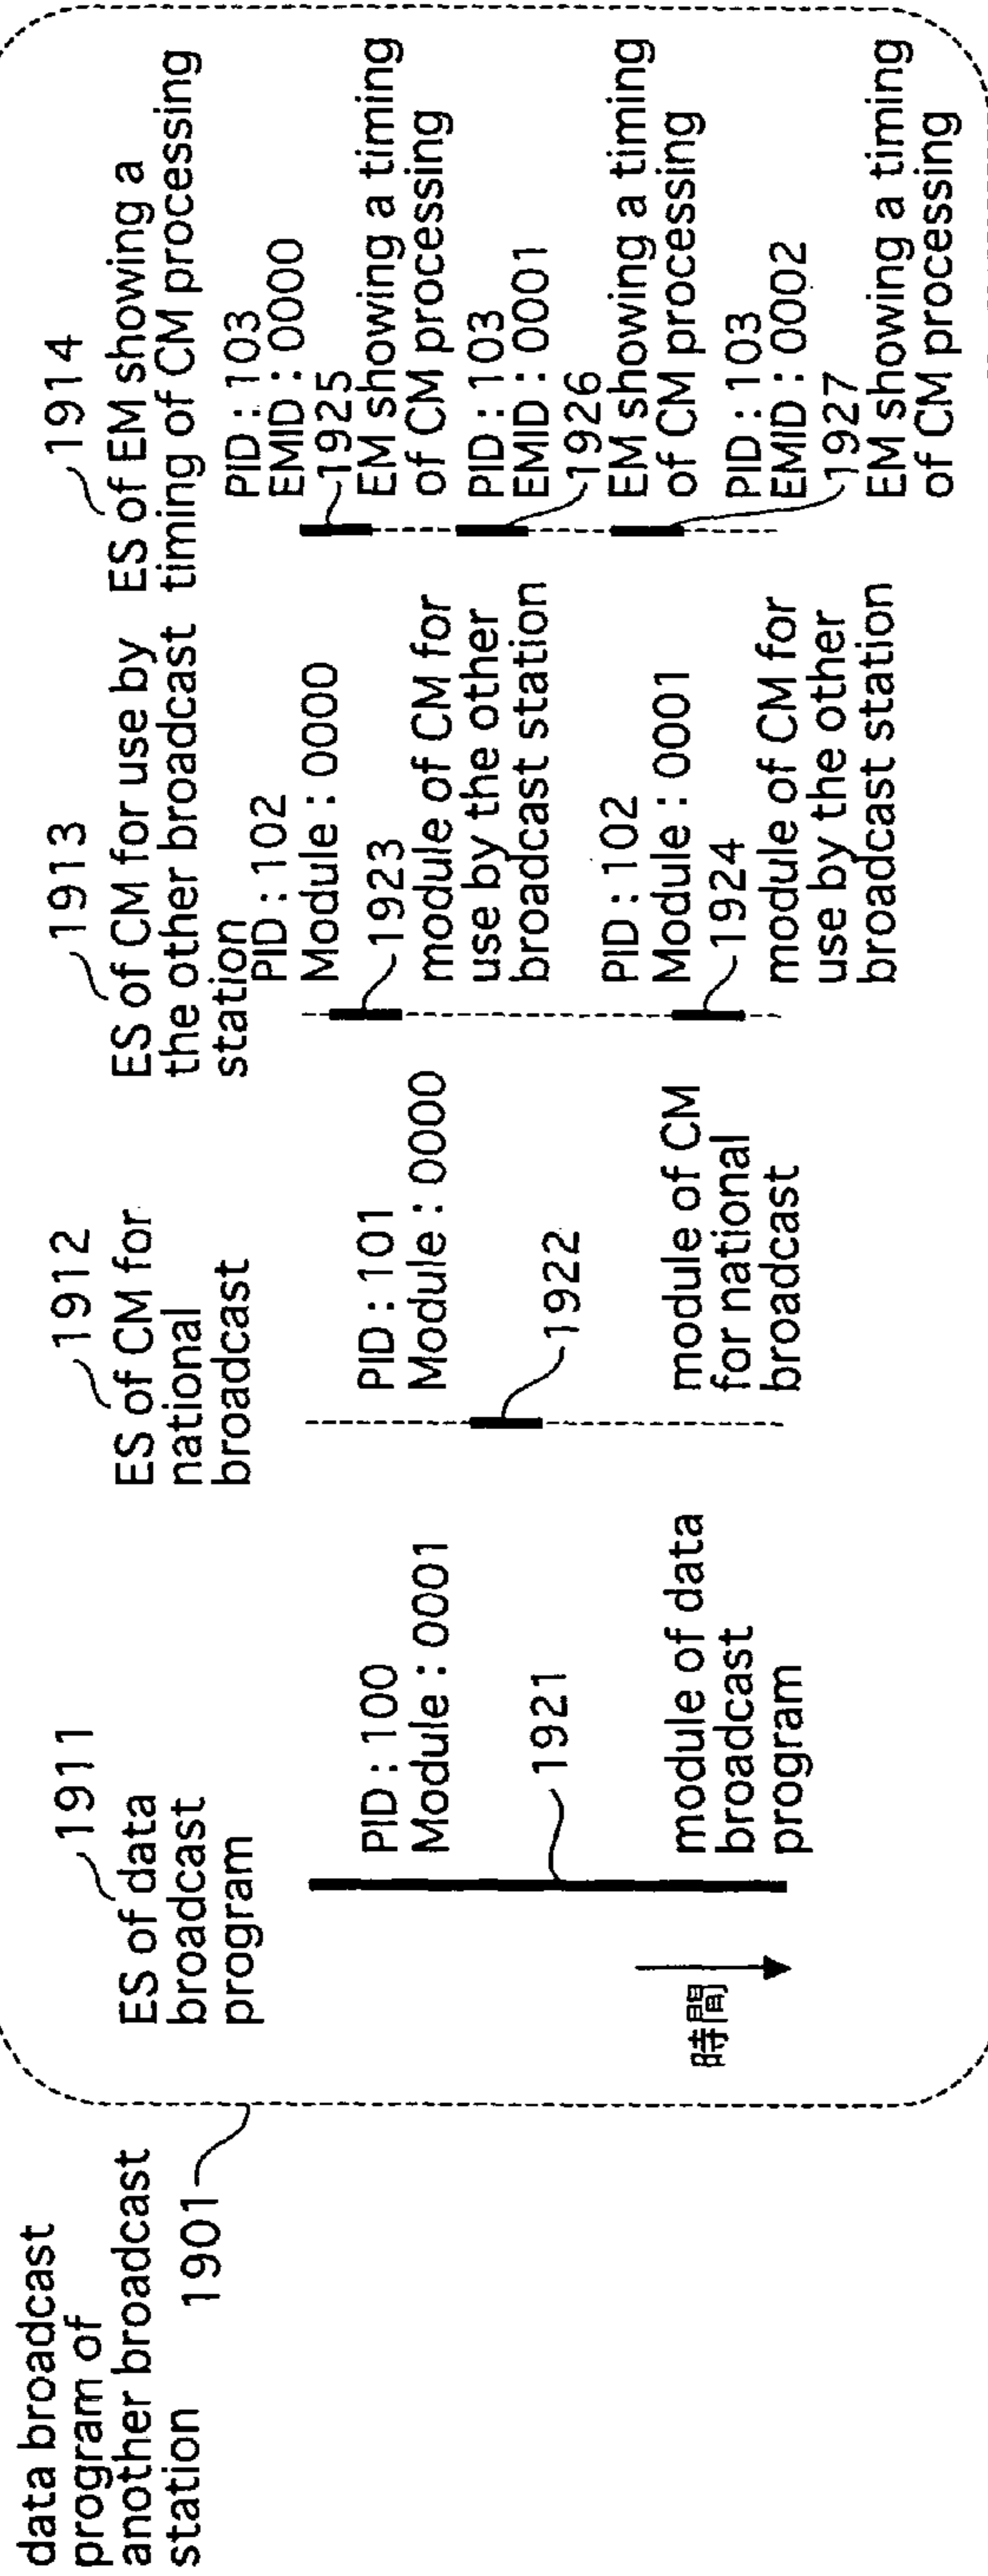 data broadcast
program of
another broadcast
station
1901
1911
ES of data
broadcast
program
PID : 100
Module : 0001
1921
module of data
broadcast
program
時間
1912
ES of CM for
national
broadcast
PID : 101
Module : 0000
1922
module of CM
for national
broadcast
1913
ES of CM for use by
the other broadcast
station
PID : 102
Module : 0000
1923
module of CM for
use by the other
broadcast station
PID : 102
Module : 0001
1924
module of CM for
use by the other
broadcast station
1914
ES of EM showing a
timing of CM processing
PID : 103
EMID : 0000
1925
EM showing a timing
of CM processing
PID : 103
EMID : 0001
1926
EM showing a timing
of CM processing
PID : 103
EMID : 0002
1927
EM showing a timing
of CM processing